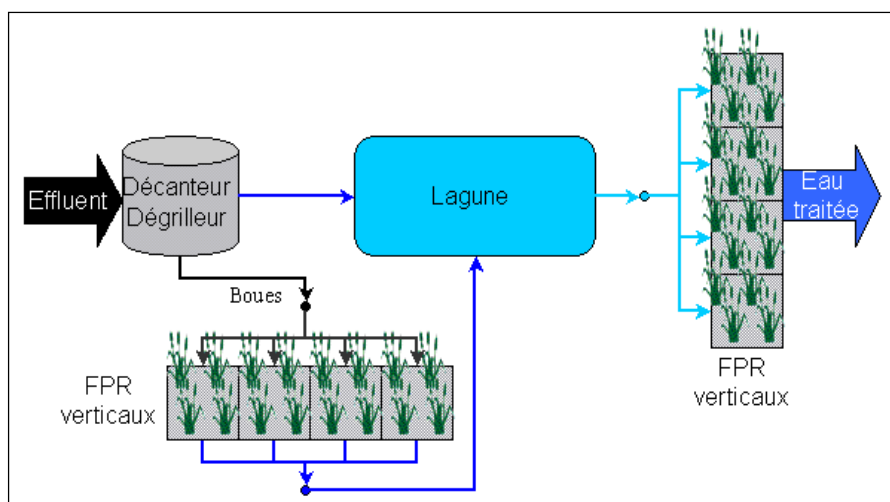 Effluent
Décanteur
Dégrilleur
Lagune
Eau
traitée
Boues
FPR
verticaux
FPR
verticaux